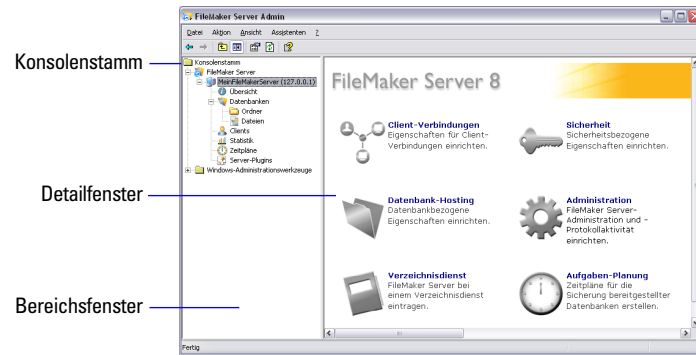 FileMaker Server Admin
Datei Aktion Ansicht Assistenten ?
Konsolenstamm
Konsolenstamm
FileMaker Server
MeinFileMakerServer (127.0.0.1)
Übersicht
Datenbanken
Ordner
Dateien
Clients
Statistik
Zeitpläne
Server-Plugins
Windows-Administrationswerkzeuge
Detailfenster
Bereichsfenster
FileMaker Server 8
Client-Verbindungen
Eigenschaften für Client-
Verbindungen einrichten.
Sicherheit
Sicherheitsbezogene
Eigenschaften einrichten.
Datenbank-Hosting
Datenbankbezogene
Eigenschaften einrichten.
Administration
FileMaker Server-
Administration und -
Protokollaktivität
einrichten.
Verzeichnisdienst
FileMaker Server bei
einem Verzeichnisdienst
eintragen.
Aufgaben-Planung
Zeitpläne für die
Sicherung bereitgestellter
Datenbanken erstellen.
Fertig